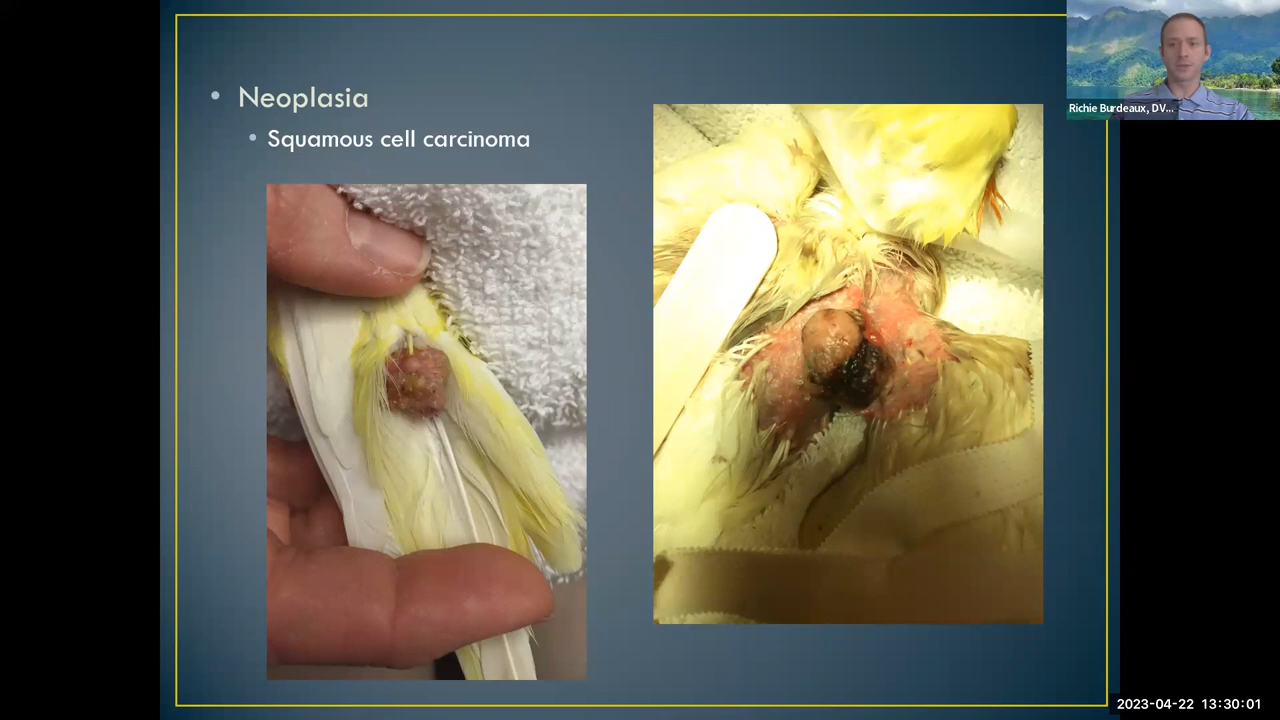 Neoplasia
Squamous cell carcinoma
Richie Burdeaux, DV...
2023-04-22 13:30:01